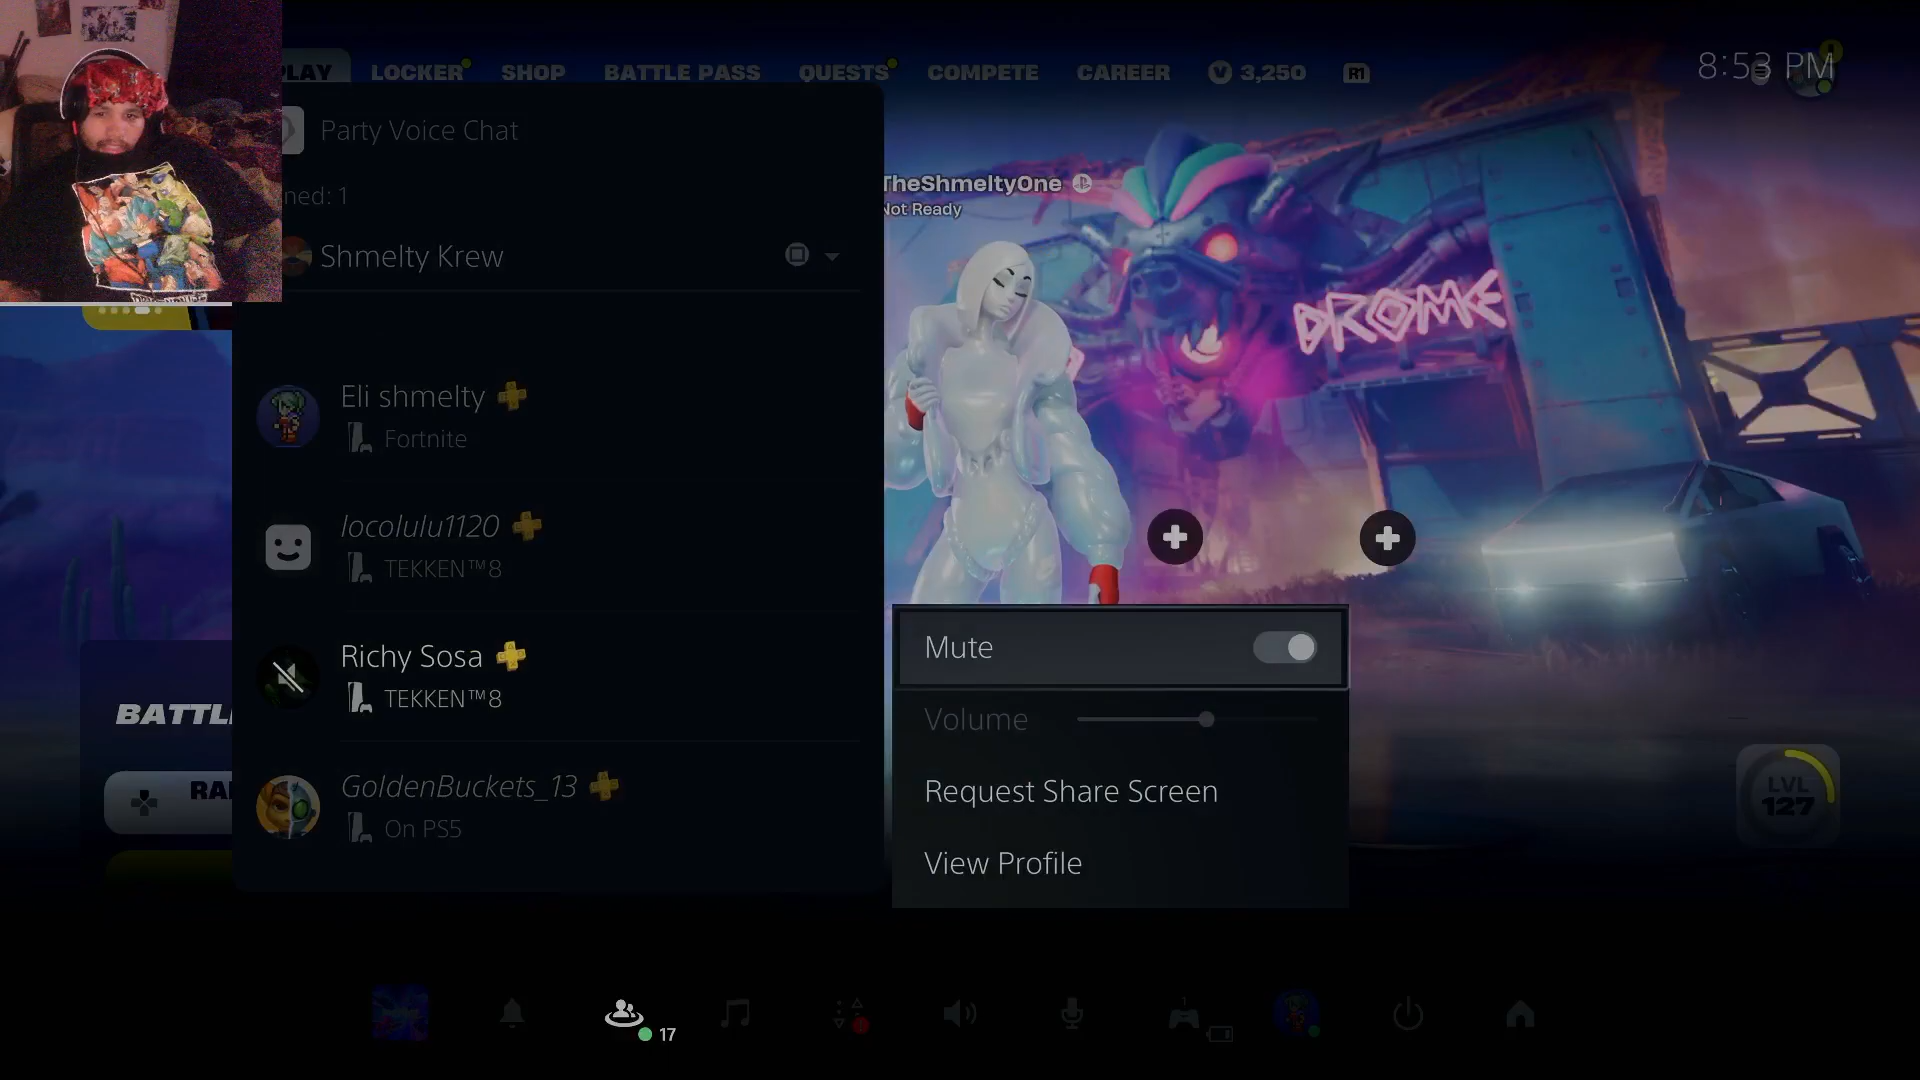 PLAY LOCKER SHOP BATTLE PASS QUESTS COMPETE CAREER V 3,250 R1
8:53 PM
Party Voice Chat
ned: 1
Shmelty Krew
TheShmeltyOne
Not Ready
DROME
Eli shmelty
Fortnite
locolulu1120
TEKKEN™8
Richy Sosa
TEKKEN™8
GoldenBuckets_13
On PS5
Mute
Volume
Request Share Screen
View Profile
BATTL
RA
LVL
127
17